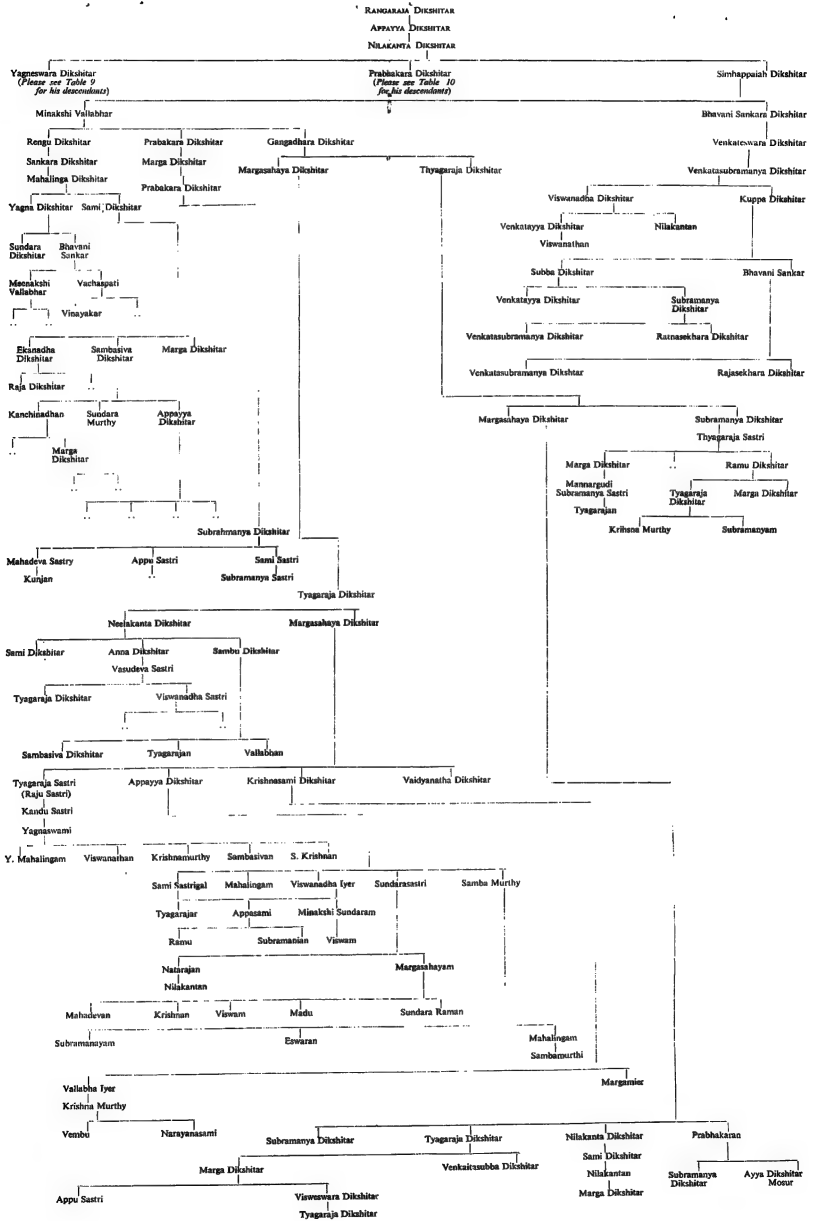 RANGARAJA DIKSHITAR
APPAYYA DIKSHITAR
NILAKANTA DIKSHITAR
Yagneswara Dikshitar Prabhakara Dikshitar Simhappaiah Dikshitar
(Please see Table 9 (Please see Table 10
for his descendants) for his descendants)
Minakshi Vallabhar Bhavani Sankara Dikshitar
Rengu Dikshitar Prabakara Dikshitar Gangadhara Dikshitar Venkateswara Dikshitar
Sankara Dikshitar Marga Dikshitar Margasahaya Dikshitar Thyagaraja Dikshitar Venkatasubramanya Dikshitar
Mahalinga Dikshitar Prabakara Dikshitar
Yagna Dikshitar Sami Dikshitar Viswanadha Dikshitar Kuppa Dikshitar
Venkatayya Dikshitar Nilakantan
Viswanathan
Sundara Bhavani
Dikshitar Sankar
Subba Dikshitar Bhavani Sankar
Meenakshi Vachaspati
Vallabhar
Venkatayya Dikshitar Subramanya
Dikshitar
.. .. Vinayakar ..
Venkatasubramanya Dikshitar Ratnasekhara Dikshitar
Ekanadha Sambasiva Marga Dikshitar
Dikshitar Dikshitar
Venkatasubramanya Dikshtar Rajasekhara Dikshitar
Raja Dikshitar ..
Kanchinadhan Sundara Appayya
Murthy Dikshitar
Margasahaya Dikshitar Subramanya Dikshitar
Thyagaraja Sastri
.. Marga
Dikshitar
Marga Dikshitar .. Ramu Dikshitar
.. ..
Mannargudi
Subramanya Sastri Tyagaraja Marga Dikshitar
Dikshitar
Tyagarajan
.. .. .. ..
Krihsna Murthy Subramanyam
Subrahmanya Dikshitar
Mahadeva Sastry Appu Sastri Sami Sastri
Kunjan .. Subramanya Sastri
Tyagaraja Dikshitar
Neelakanta Dikshitar Margasahaya Dikshitar
Sami Dikshitar Anna Dikshitar Sambu Dikshitar
Vasudeva Sastri
Tyagaraja Dikshitar Viswanadha Sastri
.. ..
Sambasiva Dikshitar Tyagarajan Vallabhan
Tyagaraja Sastri Appayya Dikshitar Krishnasami Dikshitar Vaidyanatha Dikshitar
(Raju Sastri)
Kandu Sastri
Yagnaswami
Y. Mahalingam Viswanathan Krishnamurthy Sambasivan S. Krishnan
Sami Sastrigal Mahalingam Viswanadha Iyer Sundarasastri Samba Murthy
Tyagarajar Appasami Minakshi Sundaram
Ramu Subramanian Viswam
Natarajan Margasahayam
Nilakantan
Mahadevan Krishnan Viswam Madu Sundara Raman
Subramanayam Eswaran Mahalingam
Sambamurthi
Vallabha Iyer Margamier
Krishna Murthy
Vembu Narayanasami
Subramanya Dikshitar Tyagaraja Dikshitar Nilakanta Dikshitar Prabhakaran
Marga Dikshitar Venkaitasubba Dikshitar Sami Dikshitar
Nilakantan Subramanya Ayya Dikshitar
Dikshitar Mosur
Appu Sastri Visweswara Dikshitar Marga Dikshitar
Tyagaraja Dikshitar